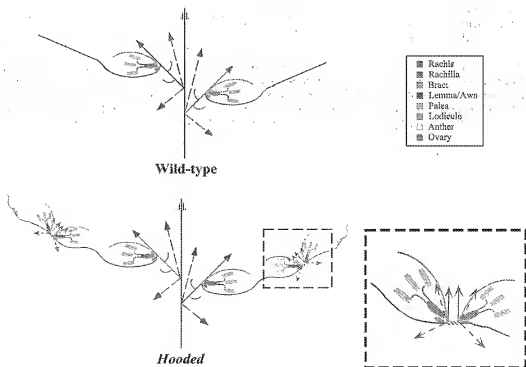 Rachis
Rachilla
Bract
Lemma/Awn
Palea
Lodicule
Anther
Ovary
Wild-type
Hooded